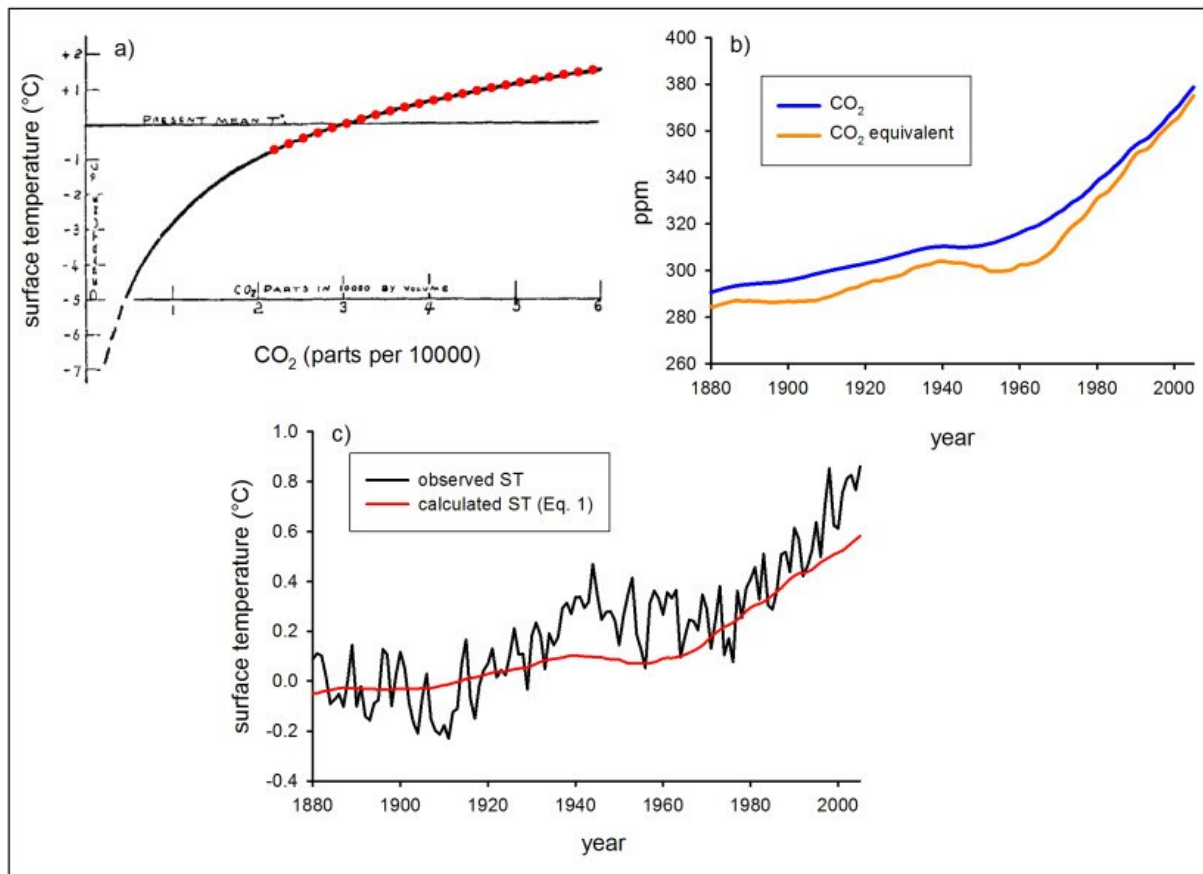 a)
surface temperature (°C)
+2
+1
-1
-2
-3
-4
-5
-6
-7
PRESENT MEAN T°.
DEPARTURE, °C
CO2 PARTS IN 10000 BY VOLUME
1
2
3
4
5
6
CO2 (parts per 10000)
b)
ppm
400
380
360
340
320
300
280
260
CO2
CO2 equivalent
1880
1900
1920
1940
1960
1980
2000
year
c)
surface temperature (°C)
1.0
0.8
0.6
0.4
0.2
0.0
-0.2
-0.4
observed ST
calculated ST (Eq. 1)
1880
1900
1920
1940
1960
1980
2000
year